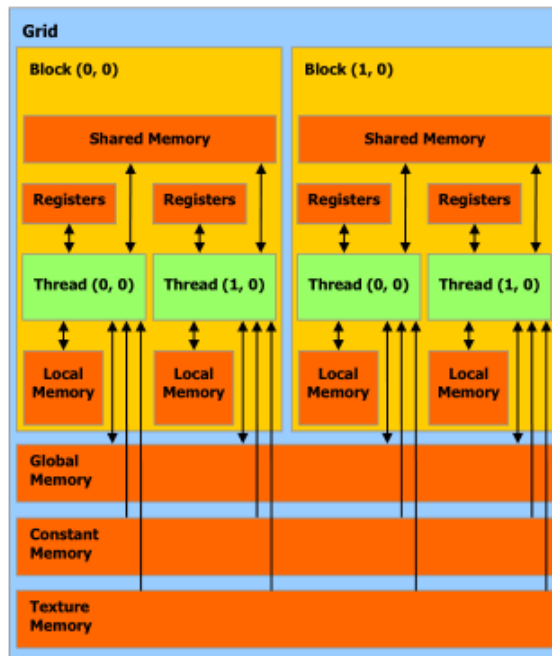 Grid
Block (0, 0)
Block (1, 0)
Shared Memory
Shared Memory
Registers
Registers
Registers
Registers
Thread (0, 0)
Thread (1, 0)
Thread (0, 0)
Thread (1, 0)
Local
Memory
Local
Memory
Local
Memory
Local
Memory
Global
Memory
Constant
Memory
Texture
Memory